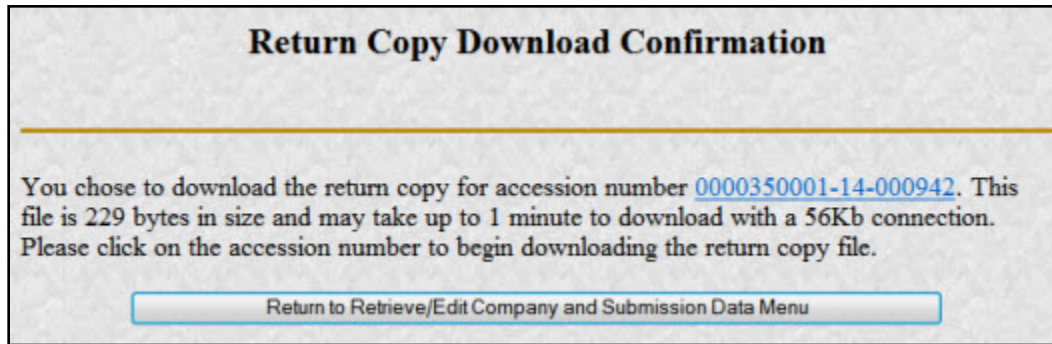 Return Copy Download Confirmation
You chose to download the return copy for accession number 0000350001-14-000942. This
file is 229 bytes in size and may take up to 1 minute to download with a 56Kb connection.
Please click on the accession number to begin downloading the return copy file.
Return to Retrieve/Edit Company and Submission Data Menu